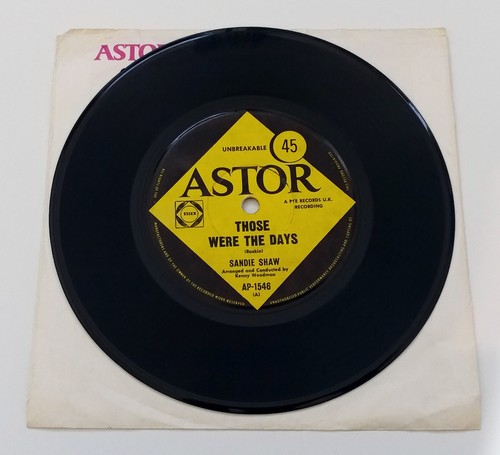 ASTOR
UNBREAKABLE
45
ASTOR
A PYE RECORDS U.K.
RECORDING
THOSE
WERE THE DAYS
(Raskin)
SANDIE SHAW
Arranged and Conducted by
Kenny Woodman
AP-1546
(A)